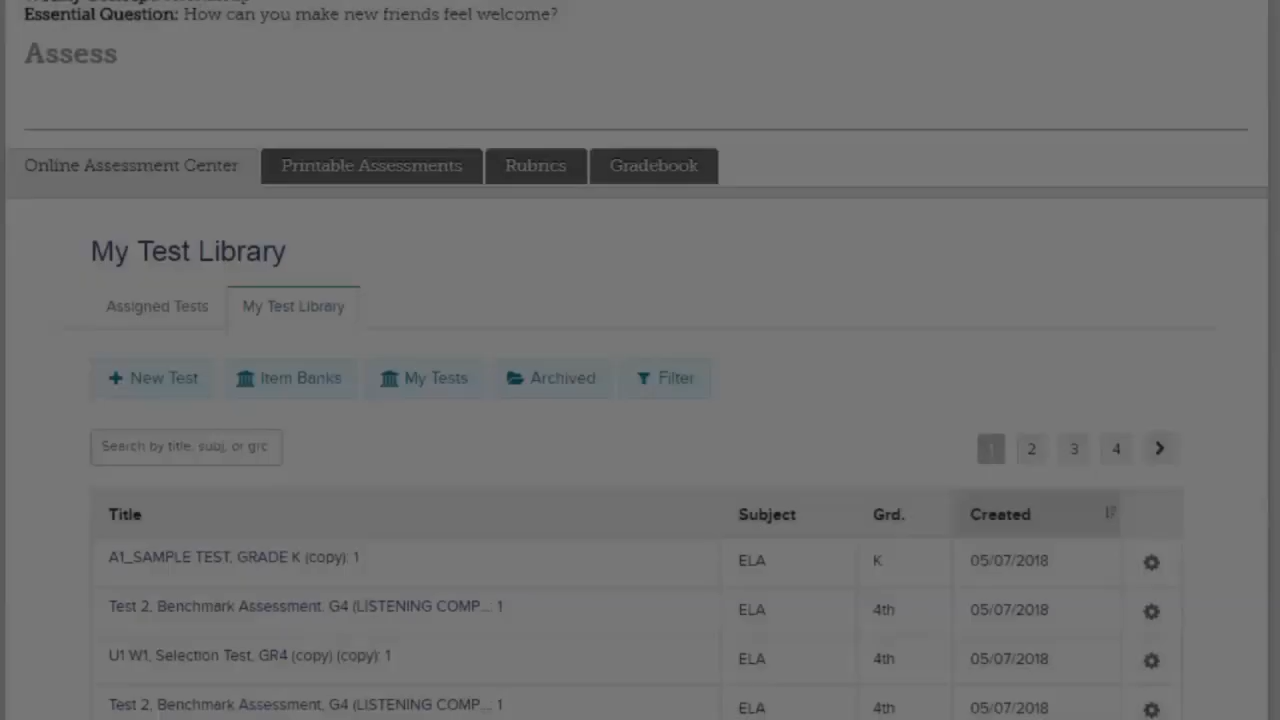 Essential Question: How can you make new friends feel welcome?
Assess
Online Assessment Center Printable Assessments Rubrics Gradebook
My Test Library
Assigned Tests My Test Library
New Test Item Banks My Tests Archived Filter
Search by title, subj, or grc
1 2 3 4
Title Subject Grd. Created
A1_SAMPLE TEST, GRADE K (copy): 1 ELA K 05/07/2018
Test 2, Benchmark Assessment, G4 (LISTENING COMP...: 1 ELA 4th 05/07/2018
U1 W1, Selection Test, GR4 (copy) (copy): 1 ELA 4th 05/07/2018
Test 2, Benchmark Assessment, G4 (LISTENING COMP...: 1 ELA 4th 05/07/2018